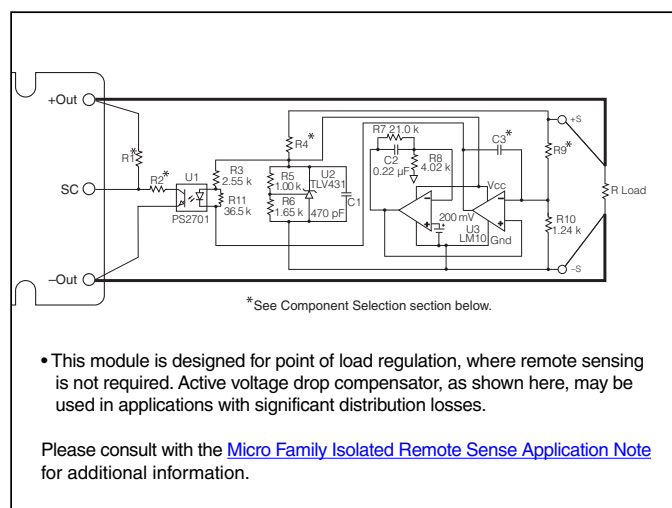 +Out
SC
–Out
R1*
R2*
U1
PS2701
R3
2.55 k
R11
36.5 k
R4*
R5
1.00 k
R6
1.65 k
U2
TLV431
470 pF
C1
R7 21.0 k
C2
0.22 µF
R8
4.02 k
200 mV
C3*
Vcc
U3
LM10
Gnd
+S
R9*
R10
1.24 k
–S
R Load
*See Component Selection section below.
• This module is designed for point of load regulation, where remote sensing
is not required. Active voltage drop compensator, as shown here, may be
used in applications with significant distribution losses.
Please consult with the Micro Family Isolated Remote Sense Application Note
for additional information.